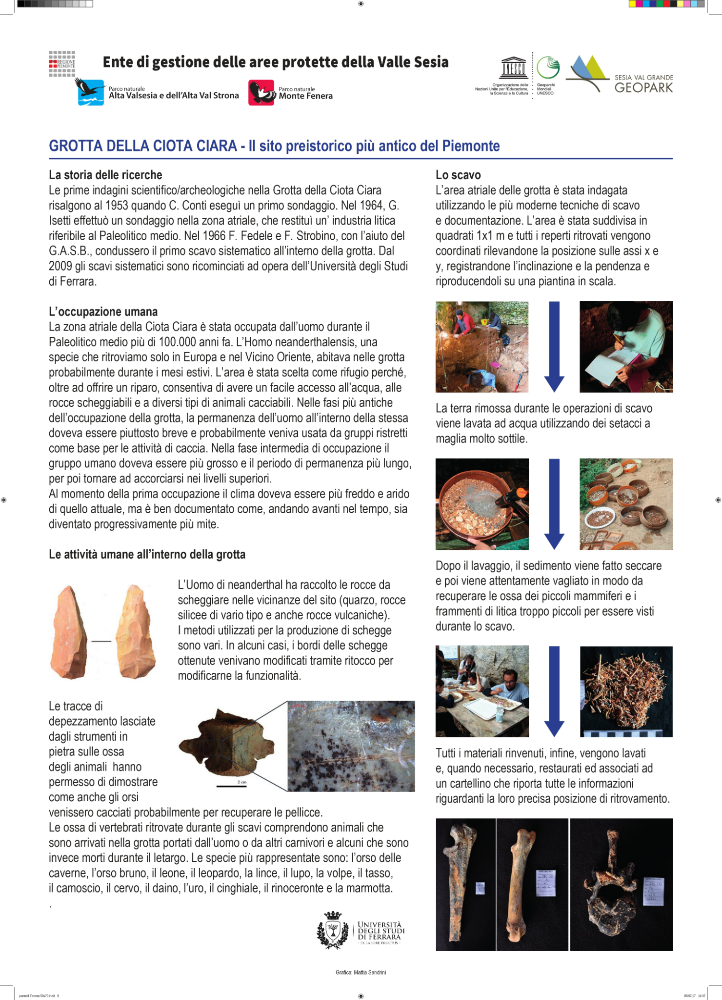 REGIONE
PIEMONTE
Ente di gestione delle aree protette della Valle Sesia
Parco naturale
Alta Valsesia e dell'Alta Val Strona
Parco naturale
Monte Fenera
UNESCO
Organizzazione delle
Nazioni Unite per l'Educazione,
la Scienza e la Cultura
Geoparchi
Mondiali
UNESCO
SESIA VAL GRANDE
GEOPARK
GROTTA DELLA CIOTA CIARA - Il sito preistorico più antico del Piemonte
La storia delle ricerche
Le prime indagini scientifico/archeologiche nella Grotta della Ciota Ciara
risalgono al 1953 quando C. Conti eseguì un primo sondaggio. Nel 1964, G.
Isetti effettuò un sondaggio nella zona atriale, che restituì un' industria litica
riferibile al Paleolitico medio. Nel 1966 F. Fedele e F. Strobino, con l'aiuto del
G.A.S.B., condussero il primo scavo sistematico all'interno della grotta. Dal
2009 gli scavi sistematici sono ricominciati ad opera dell'Università degli Studi
di Ferrara.
L'occupazione umana
La zona atriale della Ciota Ciara è stata occupata dall'uomo durante il
Paleolitico medio più di 100.000 anni fa. L'Homo neanderthalensis, una
specie che ritroviamo solo in Europa e nel Vicino Oriente, abitava nelle grotta
probabilmente durante i mesi estivi. L'area è stata scelta come rifugio perché,
oltre ad offrire un riparo, consentiva di avere un facile accesso all'acqua, alle
rocce scheggiabili e a diversi tipi di animali cacciabili. Nelle fasi più antiche
dell'occupazione della grotta, la permanenza dell'uomo all'interno della stessa
doveva essere piuttosto breve e probabilmente veniva usata da gruppi ristretti
come base per le attività di caccia. Nella fase intermedia di occupazione il
gruppo umano doveva essere più grosso e il periodo di permanenza più lungo,
per poi tornare ad accorciarsi nei livelli superiori.
Al momento della prima occupazione il clima doveva essere più freddo e arido
di quello attuale, ma è ben documentato come, andando avanti nel tempo, sia
diventato progressivamente più mite.
Le attività umane all'interno della grotta
L'Uomo di neanderthal ha raccolto le rocce da
scheggiare nelle vicinanze del sito (quarzo, rocce
silicee di vario tipo e anche rocce vulcaniche).
I metodi utilizzati per la produzione di schegge
sono vari. In alcuni casi, i bordi delle schegge
ottenute venivano modificati tramite ritocco per
modificarne la funzionalità.
Le tracce di
depezzamento lasciate
dagli strumenti in
pietra sulle ossa
degli animali hanno
permesso di dimostrare
come anche gli orsi
venissero cacciati probabilmente per recuperare le pellicce.
2 cm
Le ossa di vertebrati ritrovate durante gli scavi comprendono animali che
sono arrivati nella grotta portati dall'uomo o da altri carnivori e alcuni che sono
invece morti durante il letargo. Le specie più rappresentate sono: l'orso delle
caverne, l'orso bruno, il leone, il leopardo, la lince, il lupo, la volpe, il tasso,
il camoscio, il cervo, il daino, l'uro, il cinghiale, il rinoceronte e la marmotta.
.
Lo scavo
L'area atriale delle grotta è stata indagata
utilizzando le più moderne tecniche di scavo
e documentazione. L'area è stata suddivisa in
quadrati 1x1 m e tutti i reperti ritrovati vengono
coordinati rilevandone la posizione sulle assi x e
y, registrandone l'inclinazione e la pendenza e
riproducendoli su una piantina in scala.
La terra rimossa durante le operazioni di scavo
viene lavata ad acqua utilizzando dei setacci a
maglia molto sottile.
Dopo il lavaggio, il sedimento viene fatto seccare
e poi viene attentamente vagliato in modo da
recuperare le ossa dei piccoli mammiferi e i
frammenti di litica troppo piccoli per essere visti
durante lo scavo.
Tutti i materiali rinvenuti, infine, vengono lavati
e, quando necessario, restaurati ed associati ad
un cartellino che riporta tutte le informazioni
riguardanti la loro precisa posizione di ritrovamento.
UNIVERSITÀ
DEGLI STUDI
DI FERRARA
- EX LABORE FRUCTUS -
Grafica: Mattia Sandrini
pannelli Fenera 50x70.indd 8
05/07/17 14:37